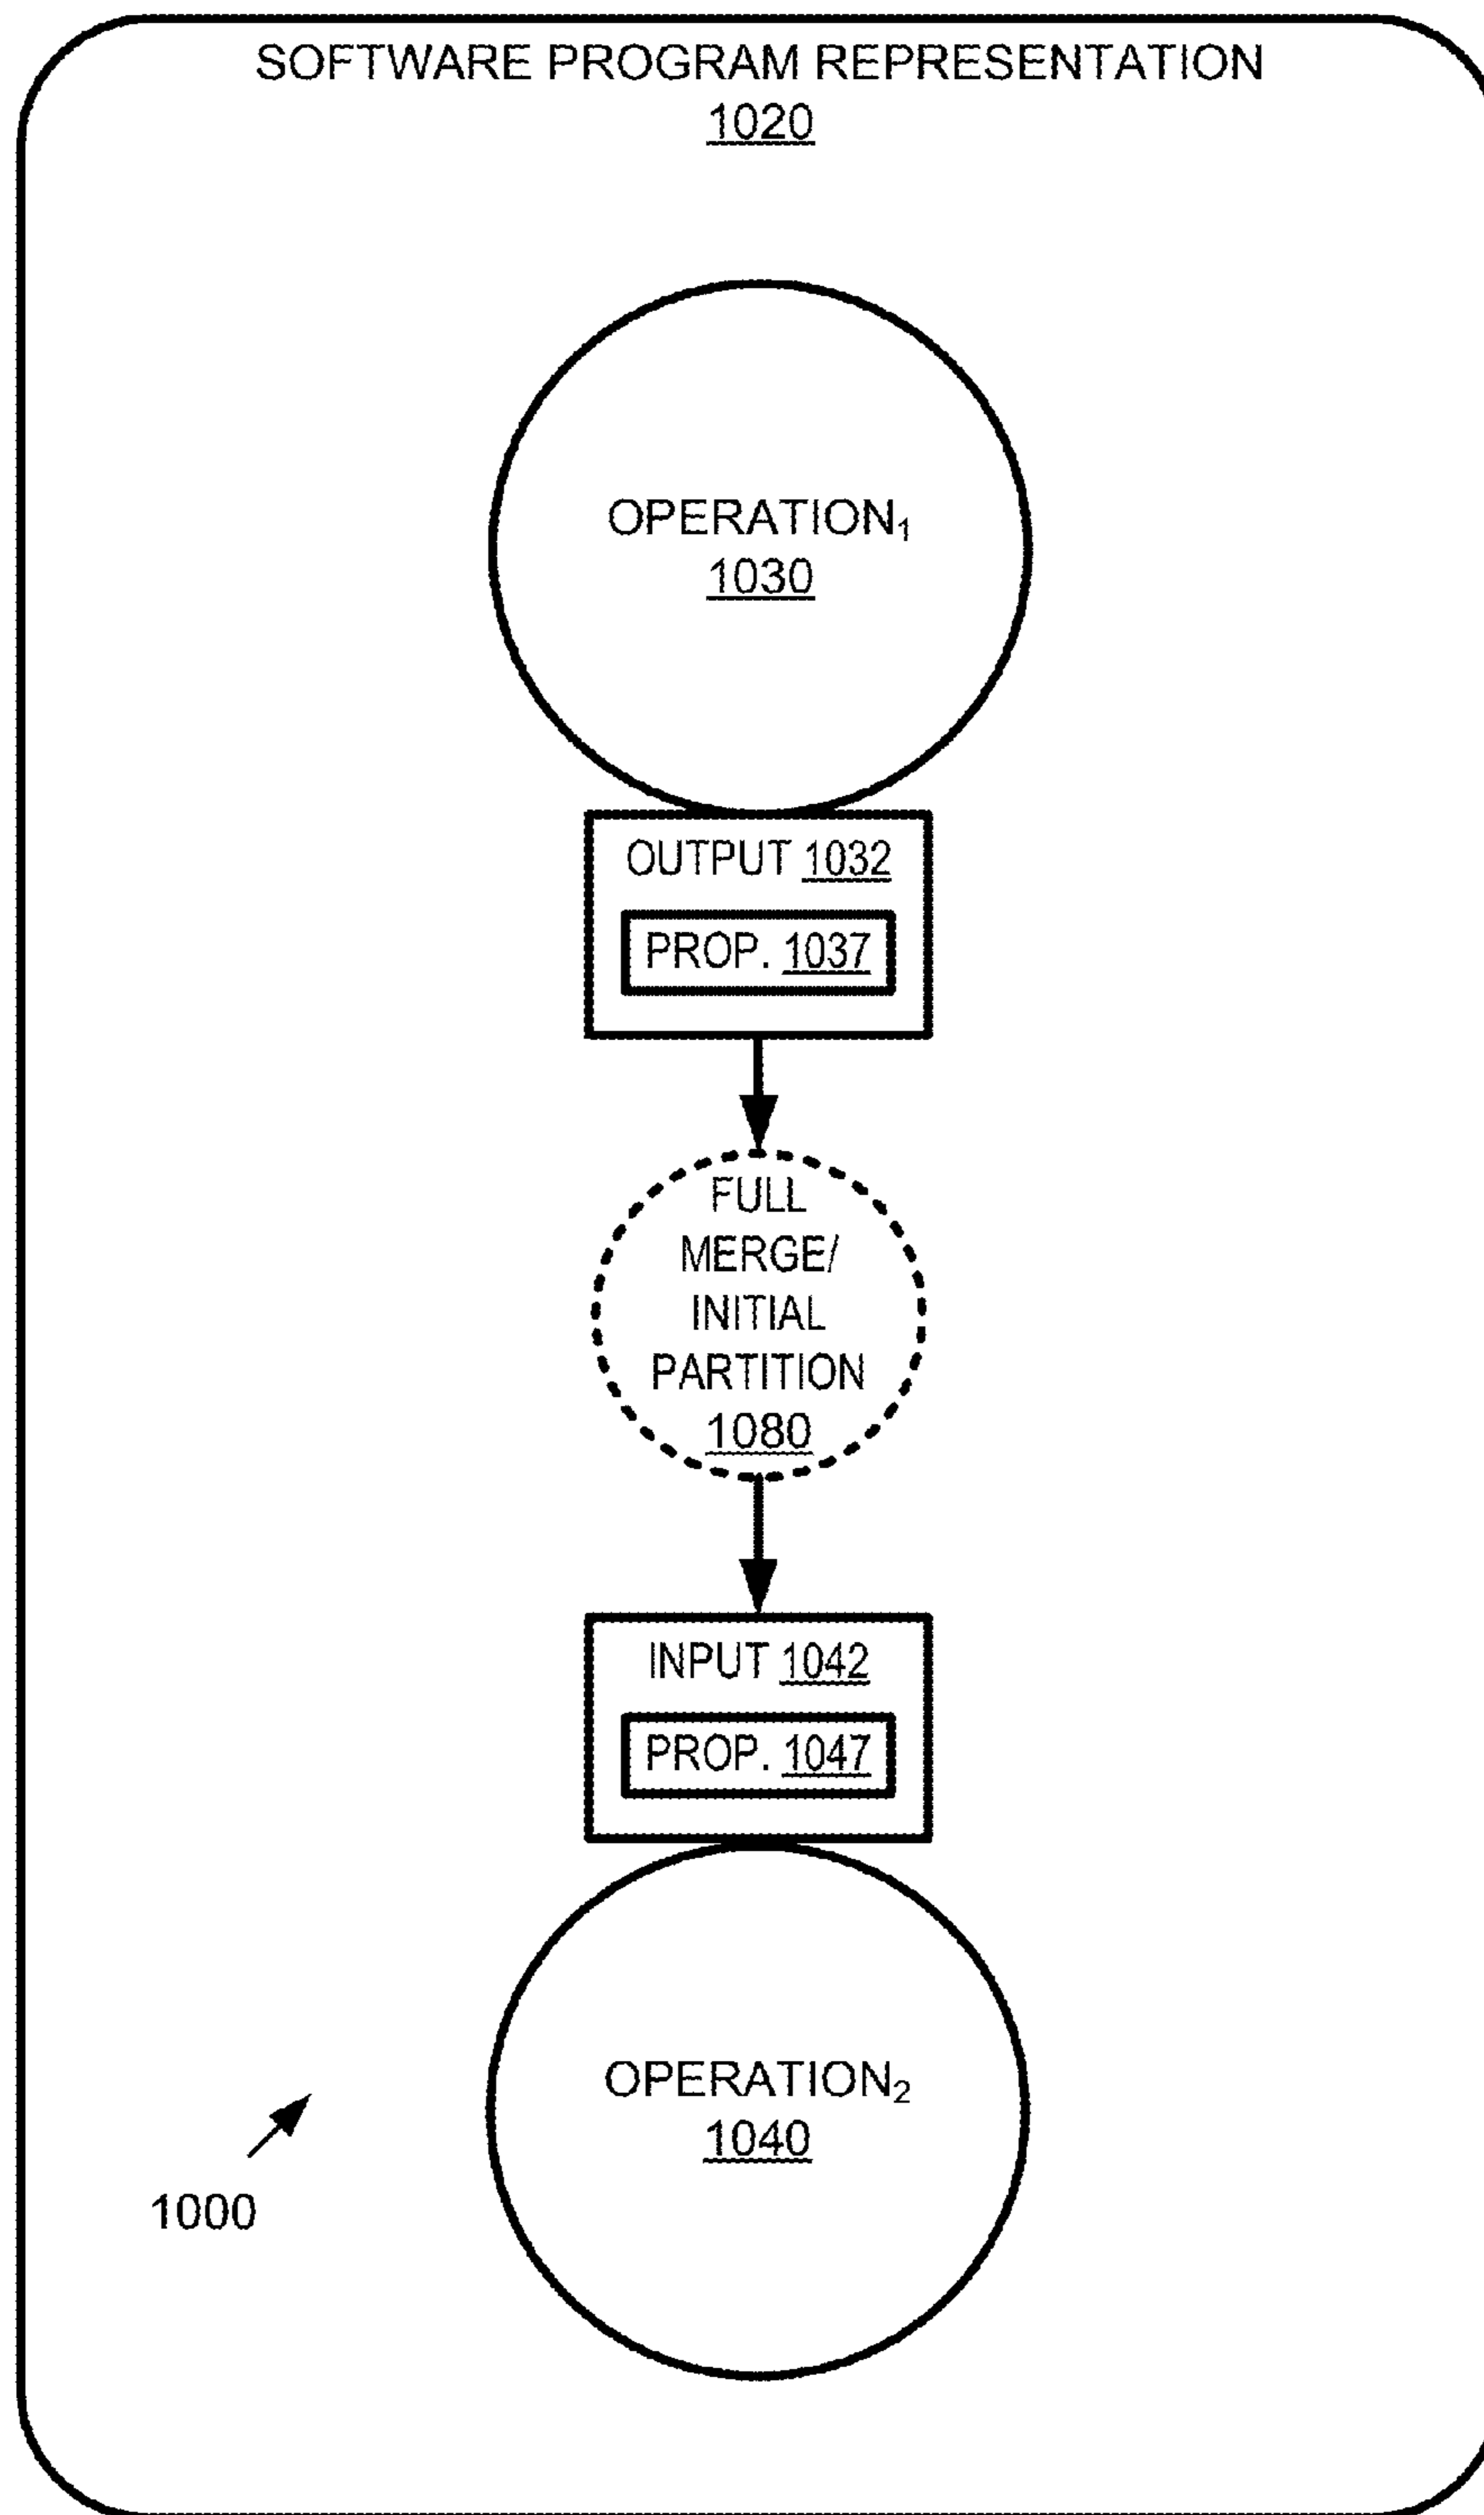 SOFTWARE PROGRAM REPRESENTATION
1020
OPERATION₁
1030
OUTPUT 1032
PROP. 1037
FULL
MERGE/
INITIAL
PARTITION
1080
INPUT 1042
PROP. 1047
OPERATION₂
1040
1000